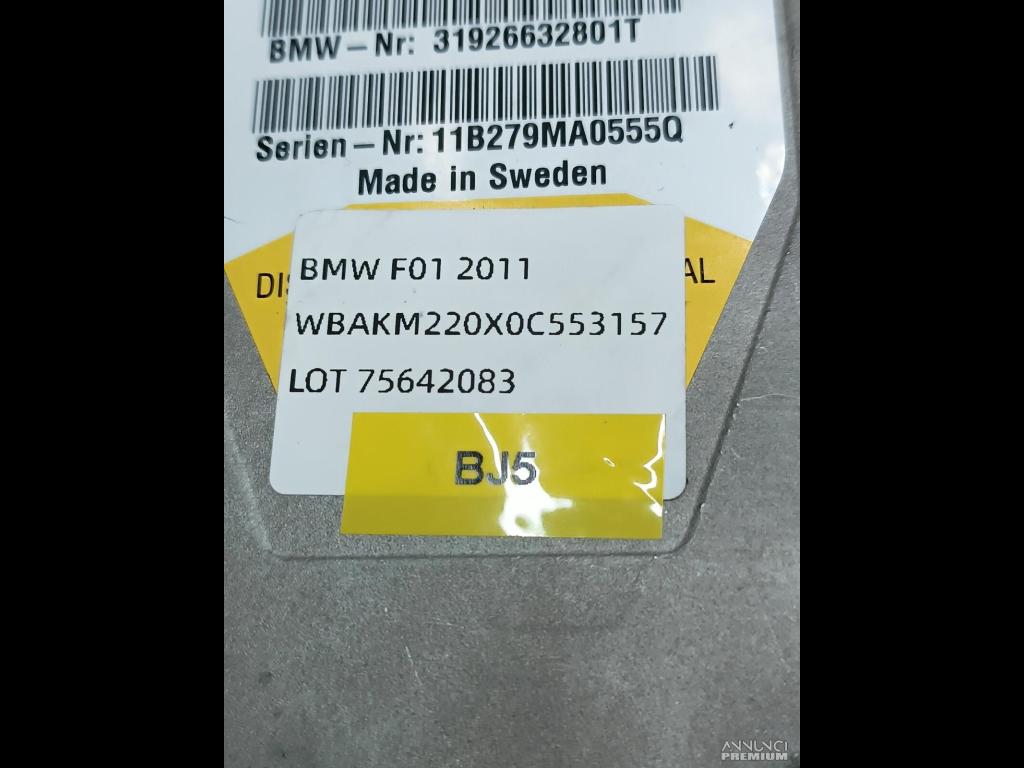 BMW-Nr: 31926632801T
Serien-Nr: 11B279MA0555Q
Made in Sweden
BMW F01 2011
WBAKM220X0C553157
LOT 75642083
BJ5
ANNUNCI
PREMIUM